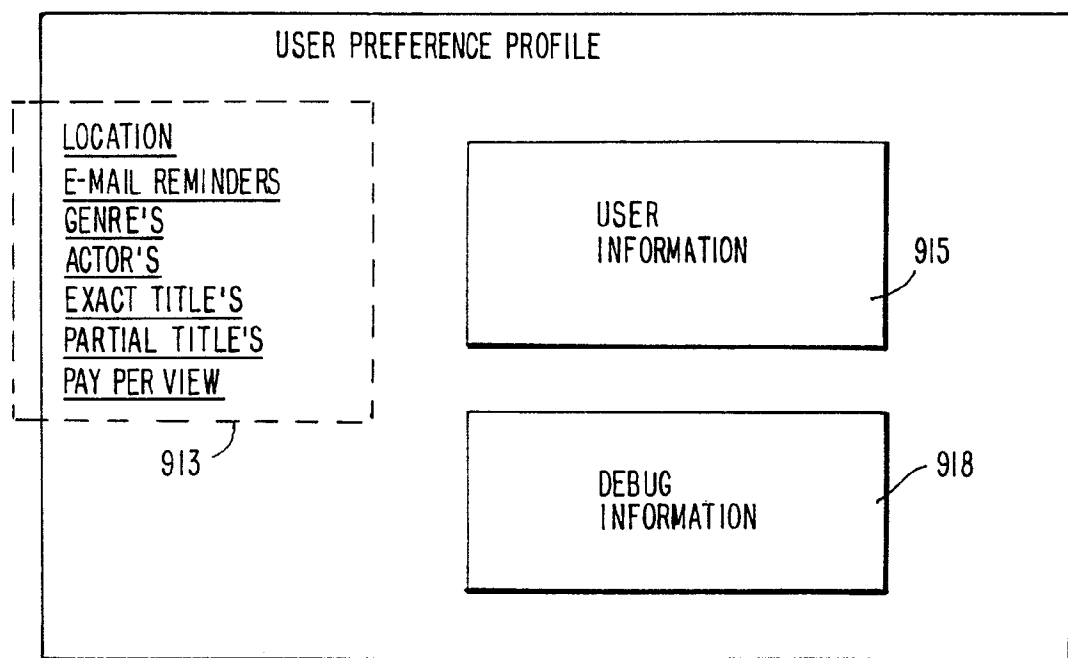 USER PREFERENCE PROFILE
LOCATION
E-MAIL REMINDERS
GENRE'S
ACTOR'S
EXACT TITLE'S
PARTIAL TITLE'S
PAY PER VIEW
913
USER
INFORMATION
915
DEBUG
INFORMATION
918